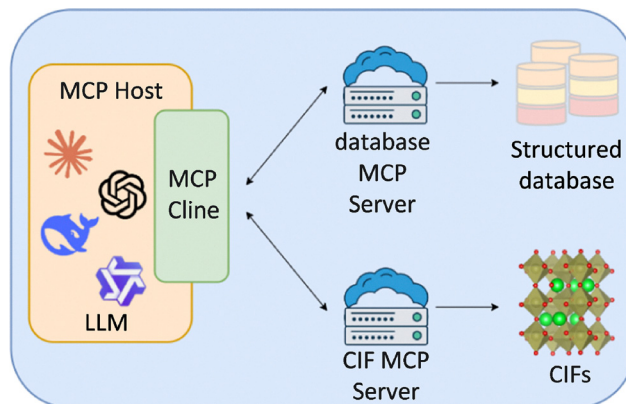 MCP Host
MCP
Cline
LLM
database
MCP
Server
Structured
database
CIF MCP
Server
CIFs